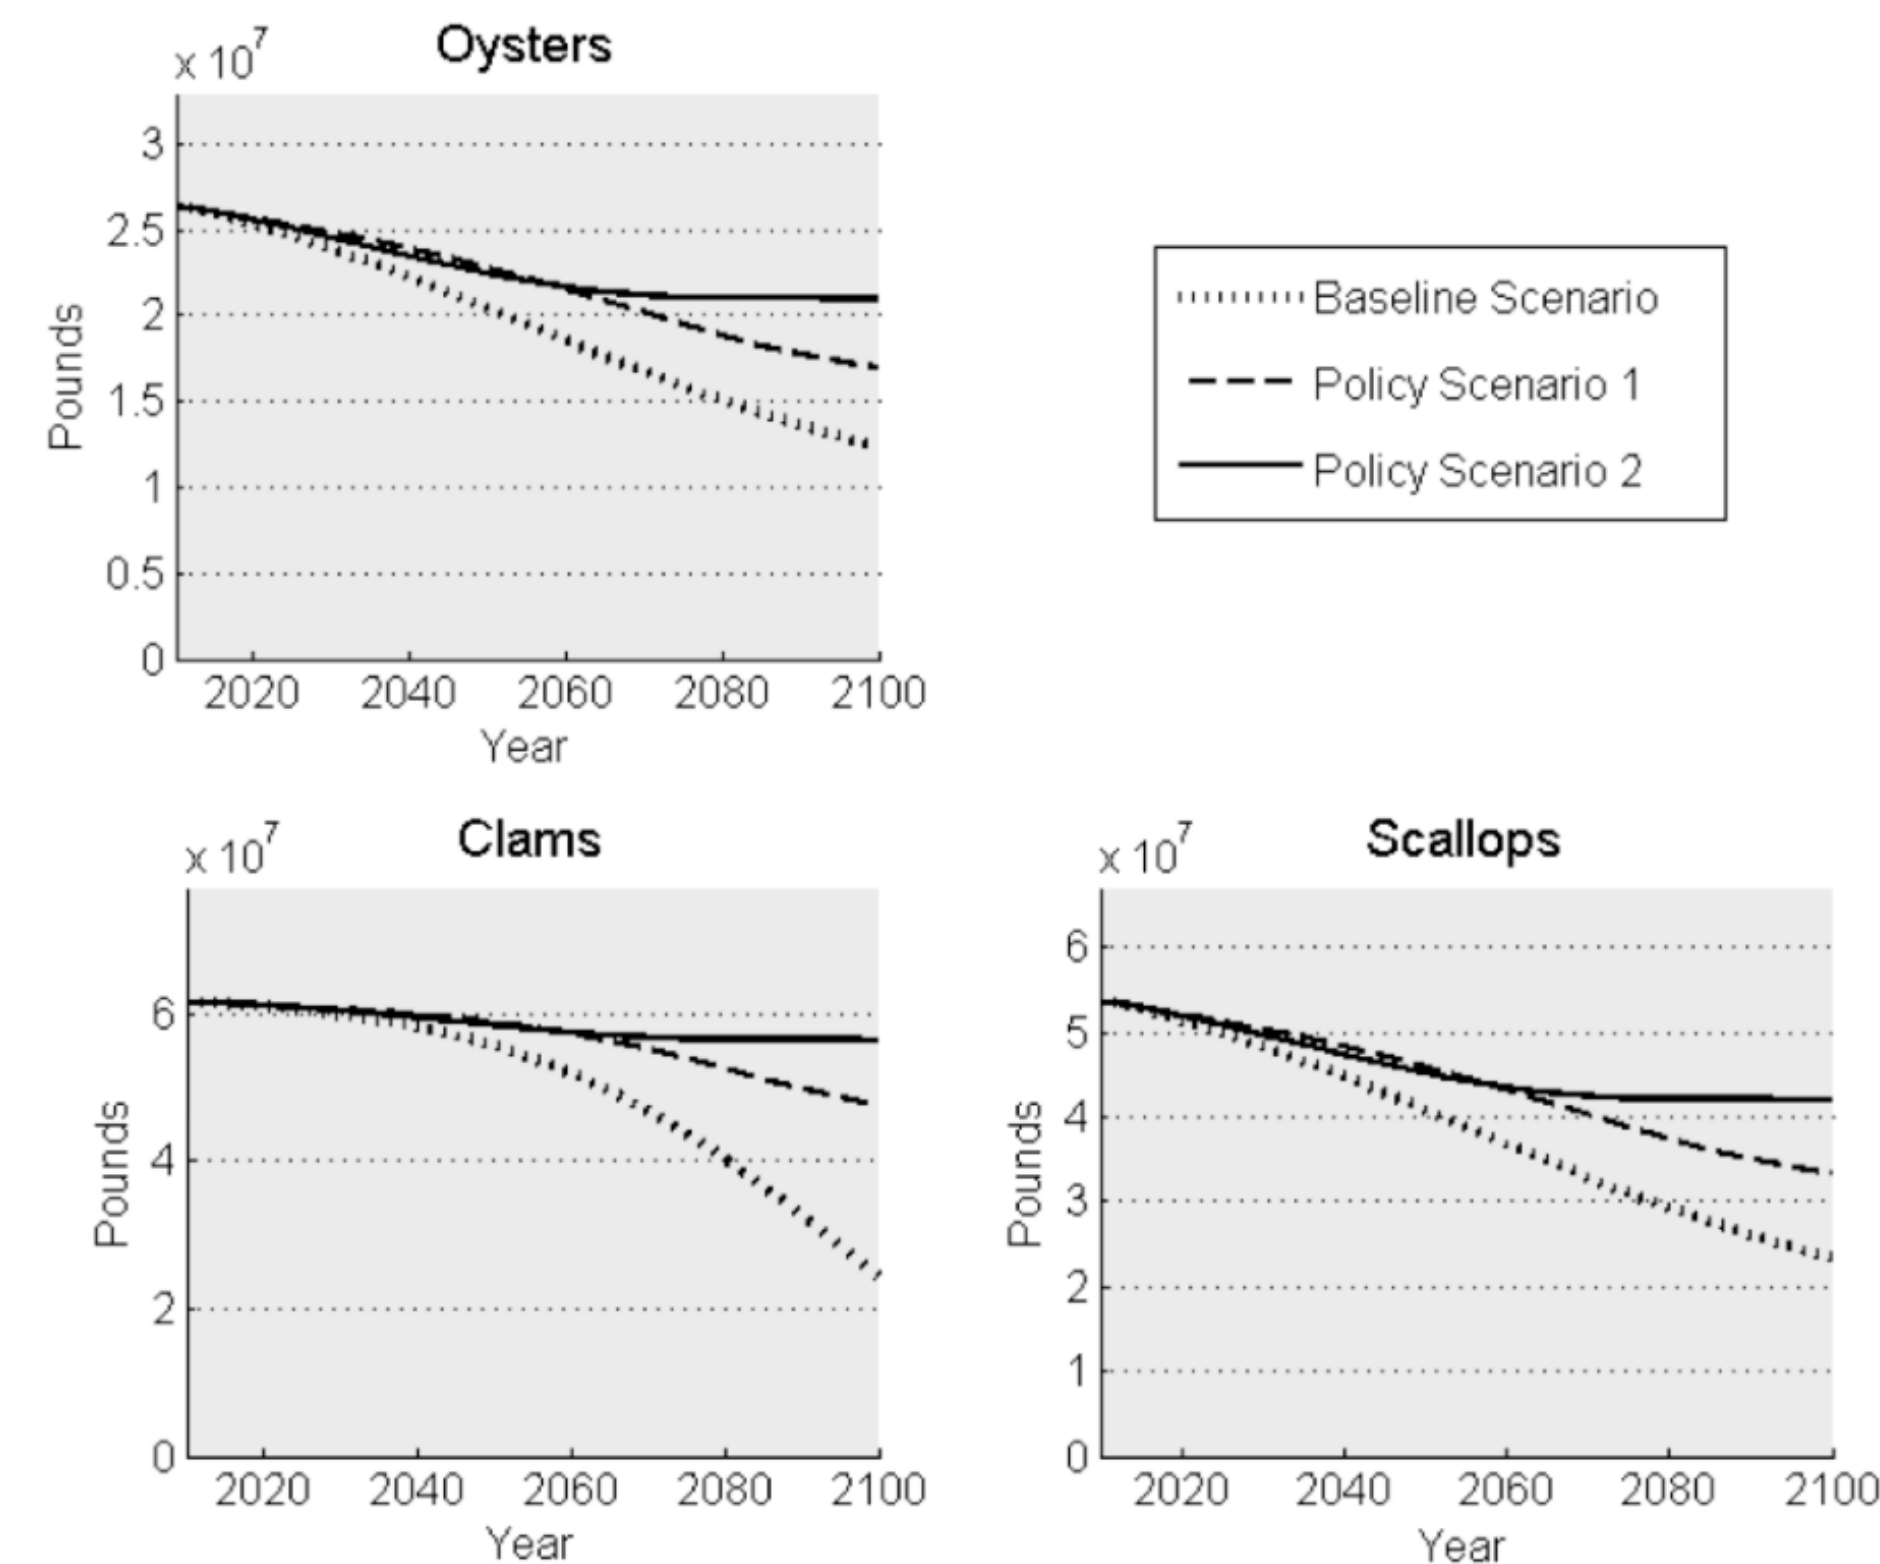 Oysters
x 10^7
3
2.5
2
1.5
1
0.5
0
Pounds
2020 2040 2060 2080 2100
Year
Baseline Scenario
Policy Scenario 1
Policy Scenario 2
Clams
x 10^7
6
4
2
0
Pounds
2020 2040 2060 2080 2100
Year
Scallops
x 10^7
6
5
4
3
2
1
0
Pounds
2020 2040 2060 2080 2100
Year